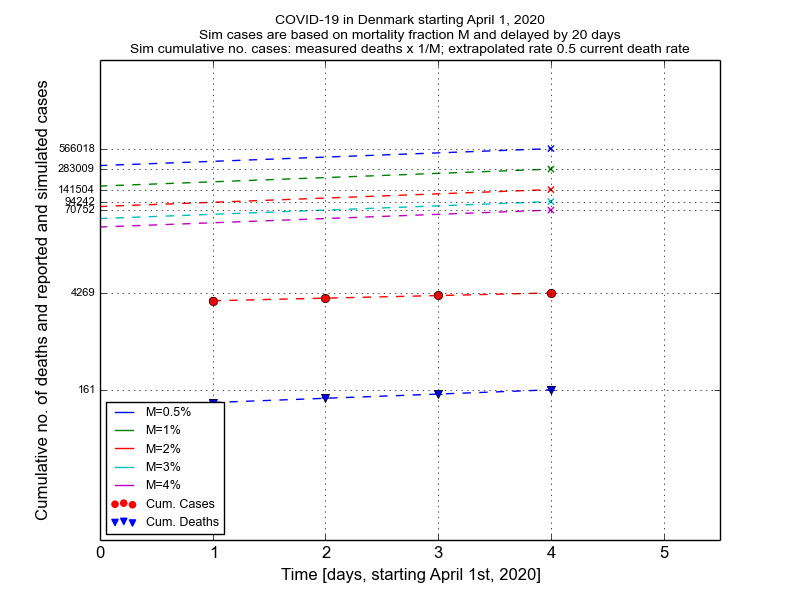 COVID-19 in Denmark starting April 1, 2020
Sim cases are based on mortality fraction M and delayed by 20 days
Sim cumulative no. cases: measured deaths x 1/M; extrapolated rate 0.5 current death rate
Cumulative no. of deaths and reported and simulated cases
566018
283009
141504
94242
70752
4269
161
M=0.5%
M=1%
M=2%
M=3%
M=4%
Cum. Cases
Cum. Deaths
0 1 2 3 4 5
Time [days, starting April 1st, 2020]